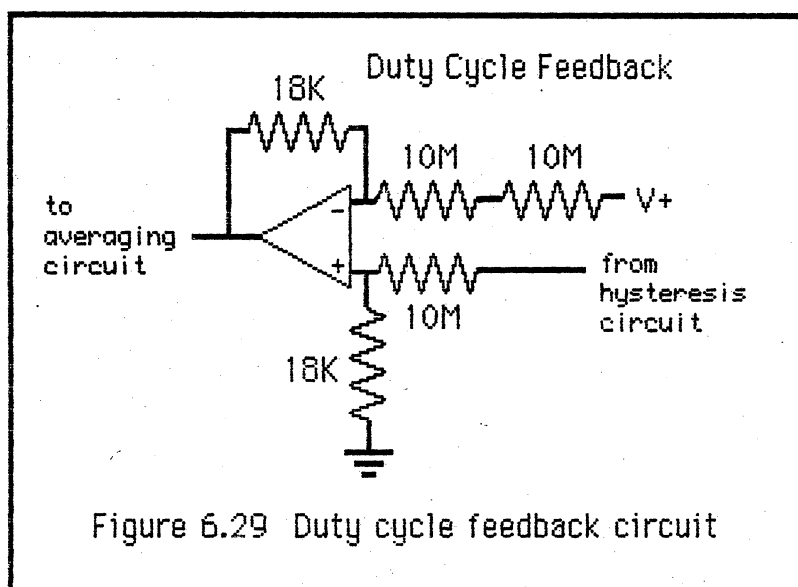 Duty Cycle Feedback
18K
10M 10M
V+
to
averaging
circuit
-
+
from
hysteresis
circuit
10M
18K
Figure 6.29 Duty cycle feedback circuit